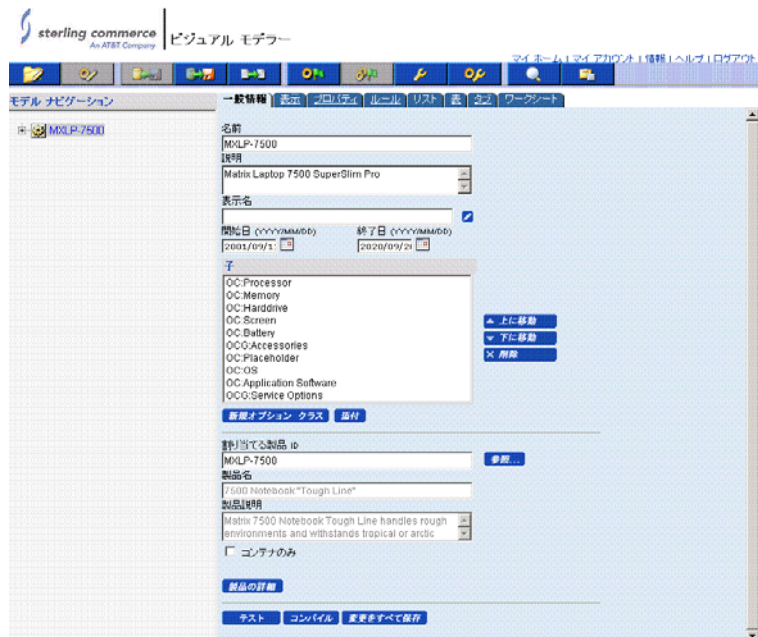 sterling commerce
An AT&T Company
ビジュアル モデラー
マイ ホーム | マイ アカウント | 情報 | ヘルプ | ログアウト
モデル ナビゲーション
一般情報 表示 プロパティ ルール リスト 表 タブ ワークシート
MXLP-7500
名前
MXLP-7500
説明
Matrix Laptop 7500 SuperSlim Pro
表示名
開始日 (YYYY/MM/DD) 終了日 (YYYY/MM/DD)
2001/09/1 2020/09/2
子
OC:Processor
OC:Memory
OC:Harddrive
OC:Screen
OC:Battery
OCG:Accessories
OC:Placeholder
OC:OS
OC:Application Software
OCG:Service Options
上に移動
下に移動
削除
新規オプション クラス 添付
割り当てる製品 ID
MXLP-7500 参照...
製品名
7500 Notebook "Tough Line"
製品説明
Matrix 7500 Notebook Tough Line handles rough
environments and withstands tropical or arctic
コンテナのみ
製品の詳細
テスト コンパイル 変更をすべて保存